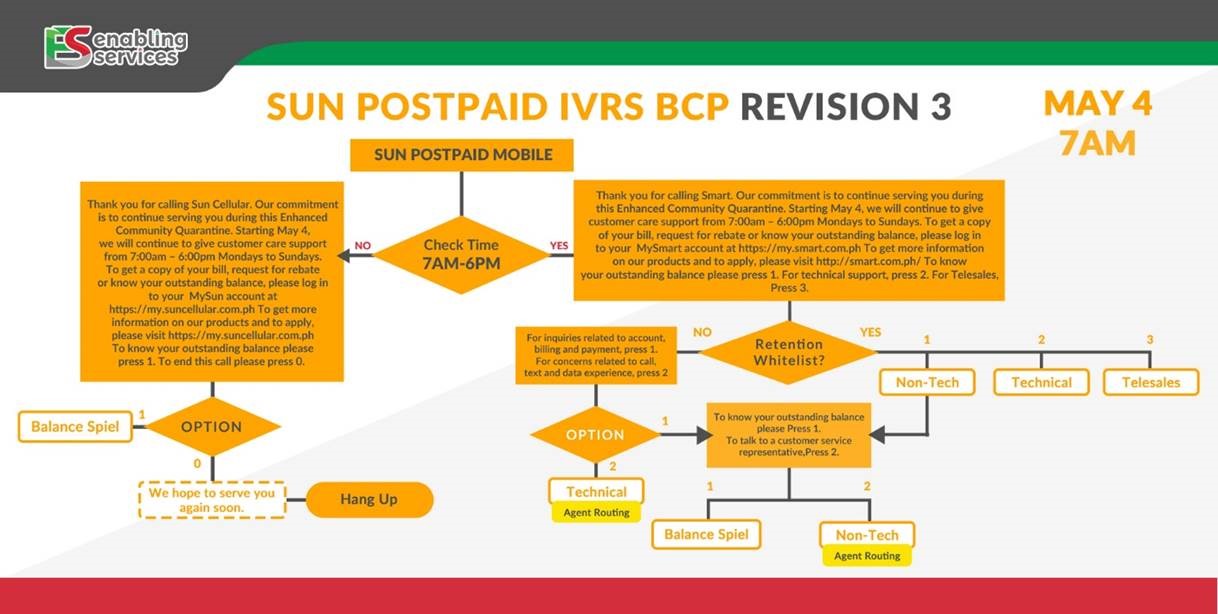 ES enabling
services
SUN POSTPAID IVRS BCP REVISION 3
MAY 4
7AM
SUN POSTPAID MOBILE
Thank you for calling Sun Cellular. Our commitment
is to continue serving you during this Enhanced
Community Quarantine. Starting May 4,
we will continue to give customer care support
from 7:00am – 6:00pm Mondays to Sundays.
To get a copy of your bill, request for rebate
or know your outstanding balance, please log in
to your MySun account at
https://my.suncellular.com.ph To get more
information on our products and to apply,
please visit https://my.suncellular.com.ph
To know your outstanding balance please
press 1. To end this call please press 0.
NO
Check Time
7AM-6PM
YES
Thank you for calling Smart. Our commitment is to continue serving you during
this Enhanced Community Quarantine. Starting May 4, we will continue to give
customer care support from 7:00am – 6:00pm Mondays to Sundays. To get a copy
of your bill, request for rebate or know your outstanding balance, please log in
to your MySmart account at https://my.smart.com.ph To get more information
on our products and to apply, please visit http://smart.com.ph/ To know
your outstanding balance please press 1. For technical support, press 2. For Telesales,
Press 3.
For inquiries related to account,
billing and payment, press 1.
For concerns related to call,
text and data experience, press 2
NO
Retention
Whitelist?
YES
1
2
3
Non-Tech
Technical
Telesales
Balance Spiel
1
OPTION
0
We hope to serve you
again soon.
Hang Up
OPTION
1
2
Technical
Agent Routing
To know your outstanding balance
please Press 1.
To talk to a customer service
representative,Press 2.
1
2
Balance Spiel
Non-Tech
Agent Routing